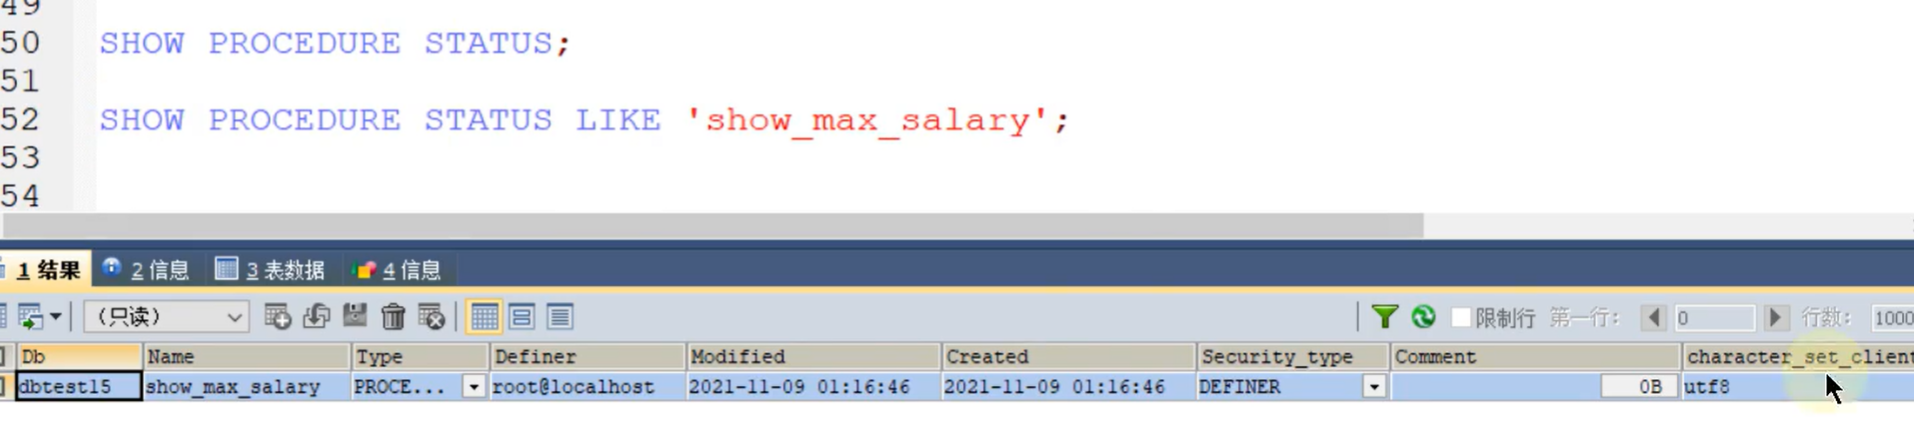 49
50 SHOW PROCEDURE STATUS;
51
52 SHOW PROCEDURE STATUS LIKE 'show_max_salary';
53
54
1 结果 2 信息 3 表数据 4 信息
(只读) 限制行 第一行: 0 行数: 1000
Db Name Type Definer Modified Created Security_type Comment character_set_client
dbtest15 show_max_salary PROCE... root@localhost 2021-11-09 01:16:46 2021-11-09 01:16:46 DEFINER 0B utf8